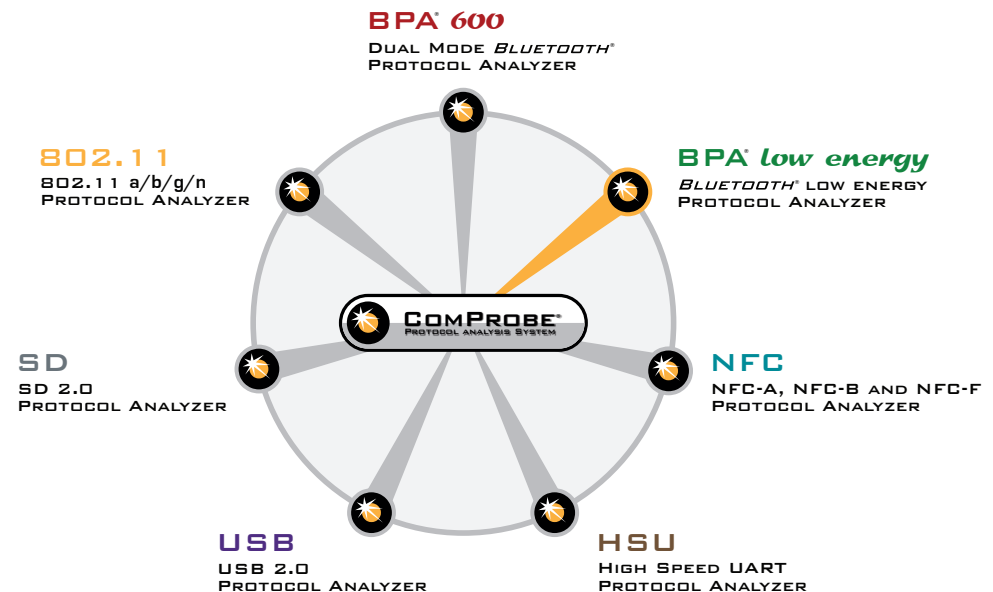 BPA® 600
Dual Mode Bluetooth®
Protocol Analyzer
802.11
802.11 a/b/g/n
Protocol Analyzer
BPA® low energy
Bluetooth® low energy
Protocol Analyzer
ComProbe®
Protocol Analysis System
SD
SD 2.0
Protocol Analyzer
NFC
NFC-A, NFC-B and NFC-F
Protocol Analyzer
USB
USB 2.0
Protocol Analyzer
HSU
High Speed UART
Protocol Analyzer